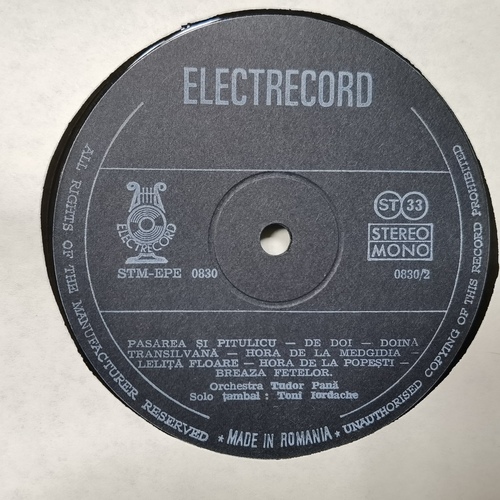 ELECTRECORD
ELECTRECORD
STM-EPE 0830
ST 33
STEREO
MONO
0830/2
PASĂREA ȘI PITULICU — DE DOI — DOINĂ
TRANSILVANĂ — HORA DE LA MEDGIDIA —
LELIȚĂ FLOARE — HORA DE LA POPEȘTI —
BREAZA FETELOR.
Orchestra Tudor Pană
Solo țambal : Toni Iordache
ALL RIGHTS OF THE MANUFACTURER RESERVED * MADE IN ROMANIA * UNAUTHORISED COPYING OF THIS RECORD PROHIBITED